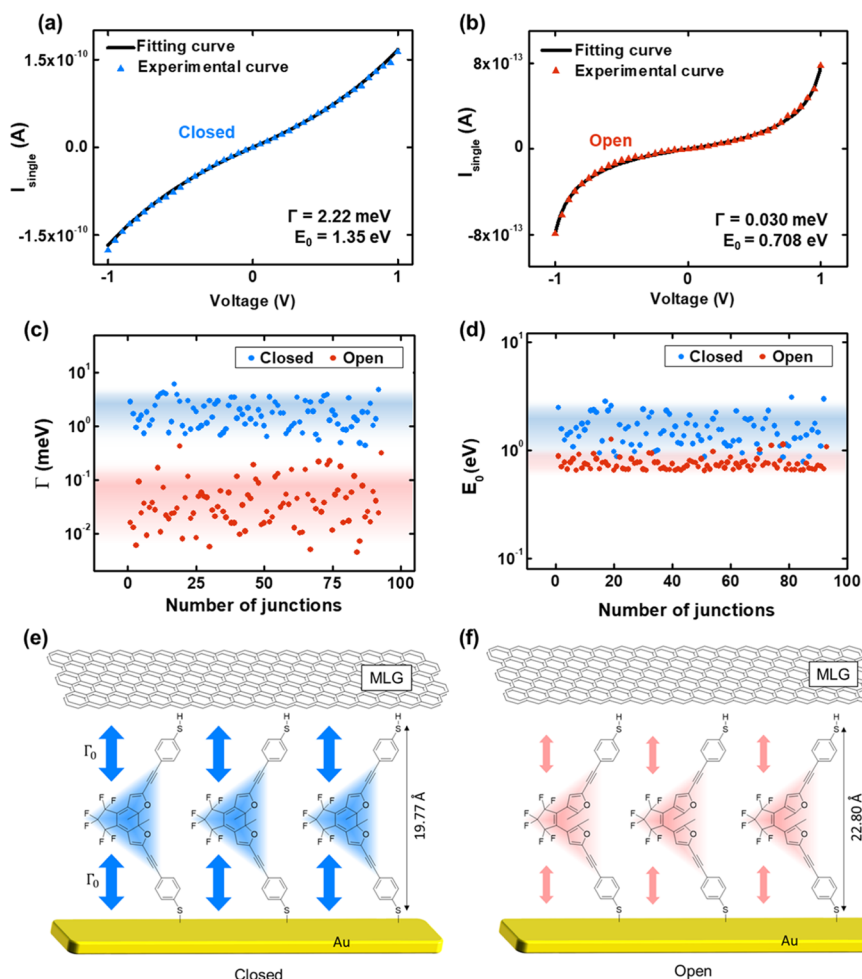 (a)
1.5x10⁻¹⁰
0.0
-1.5x10⁻¹⁰
I_single (A)
Fitting curve
Experimental curve
Closed
Γ = 2.22 meV
E₀ = 1.35 eV
-1 0 1
Voltage (V)
(b)
8x10⁻¹³
0
-8x10⁻¹³
I_single (A)
Fitting curve
Experimental curve
Open
Γ = 0.030 meV
E₀ = 0.708 eV
-1 0 1
Voltage (V)
(c)
Closed Open
10¹
10⁰
10⁻¹
10⁻²
Γ (meV)
0 25 50 75 100
Number of junctions
(d)
Closed Open
10¹
10⁰
10⁻¹
E₀(eV)
0 20 40 60 80 100
Number of junctions
(e)
MLG
H
S
Γ₀
F F
F
F
F F
O
O
Γ₀
S
19.77 Å
H
S
F F
F
F
F F
O
O
S
H
S
F F
F
F
F F
O
O
S
Au
Closed
(f)
MLG
H
S
F F
F
F
F F
O
O
S
H
S
F F
F
F
F F
O
O
S
H
S
F F
F
F
F F
O
O
S
22.80 Å
Au
Open